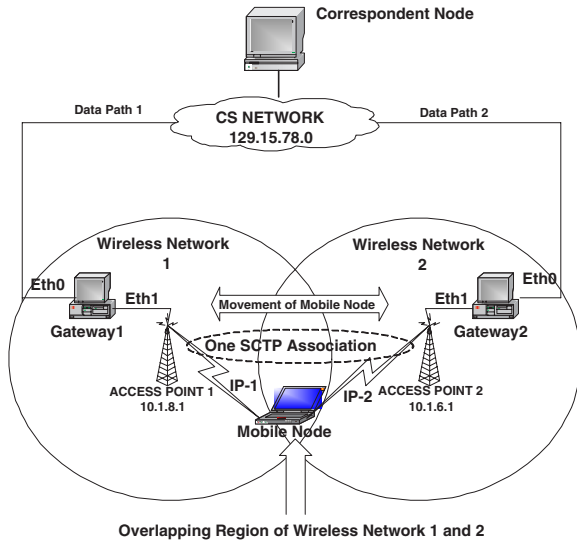 Correspondent Node
Data Path 1
CS NETWORK
129.15.78.0
Data Path 2
Wireless Network
1
Wireless Network
2
Eth0
Eth1
Gateway1
Movement of Mobile Node
Eth1
Eth0
Gateway2
One SCTP Association
ACCESS POINT 1
10.1.8.1
IP-1
IP-2
ACCESS POINT 2
10.1.6.1
Mobile Node
Overlapping Region of Wireless Network 1 and 2